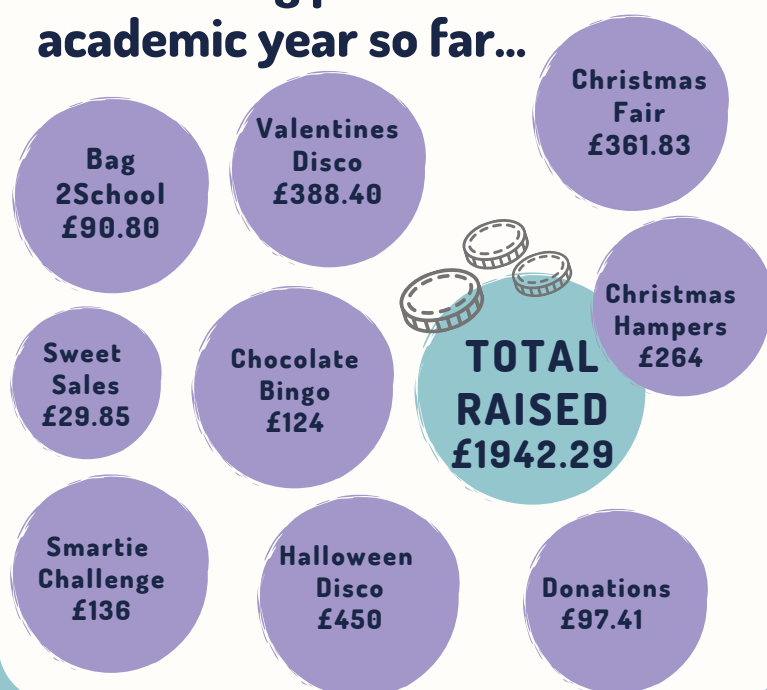 academic year so far...
Christmas
Fair
£361.83
Valentines
Disco
£388.40
Bag
2School
£90.80
Christmas
Hampers
£264
TOTAL
RAISED
£1942.29
Sweet
Sales
£29.85
Chocolate
Bingo
£124
Smartie
Challenge
£136
Halloween
Disco
£450
Donations
£97.41